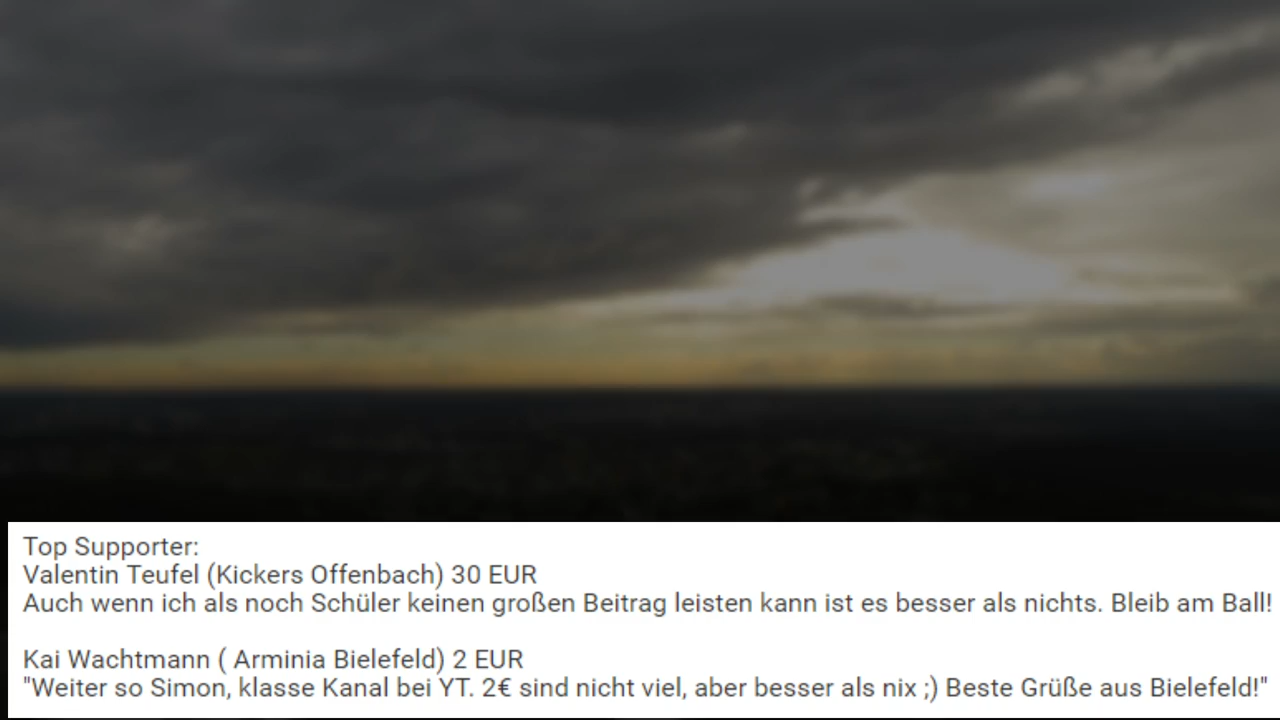 Top Supporter:
Valentin Teufel (Kickers Offenbach) 30 EUR
Auch wenn ich als noch Schüler keinen großen Beitrag leisten kann ist es besser als nichts. Bleib am Ball!
Kai Wachtmann ( Arminia Bielefeld) 2 EUR
"Weiter so Simon, klasse Kanal bei YT. 2€ sind nicht viel, aber besser als nix ;) Beste Grüße aus Bielefeld!"